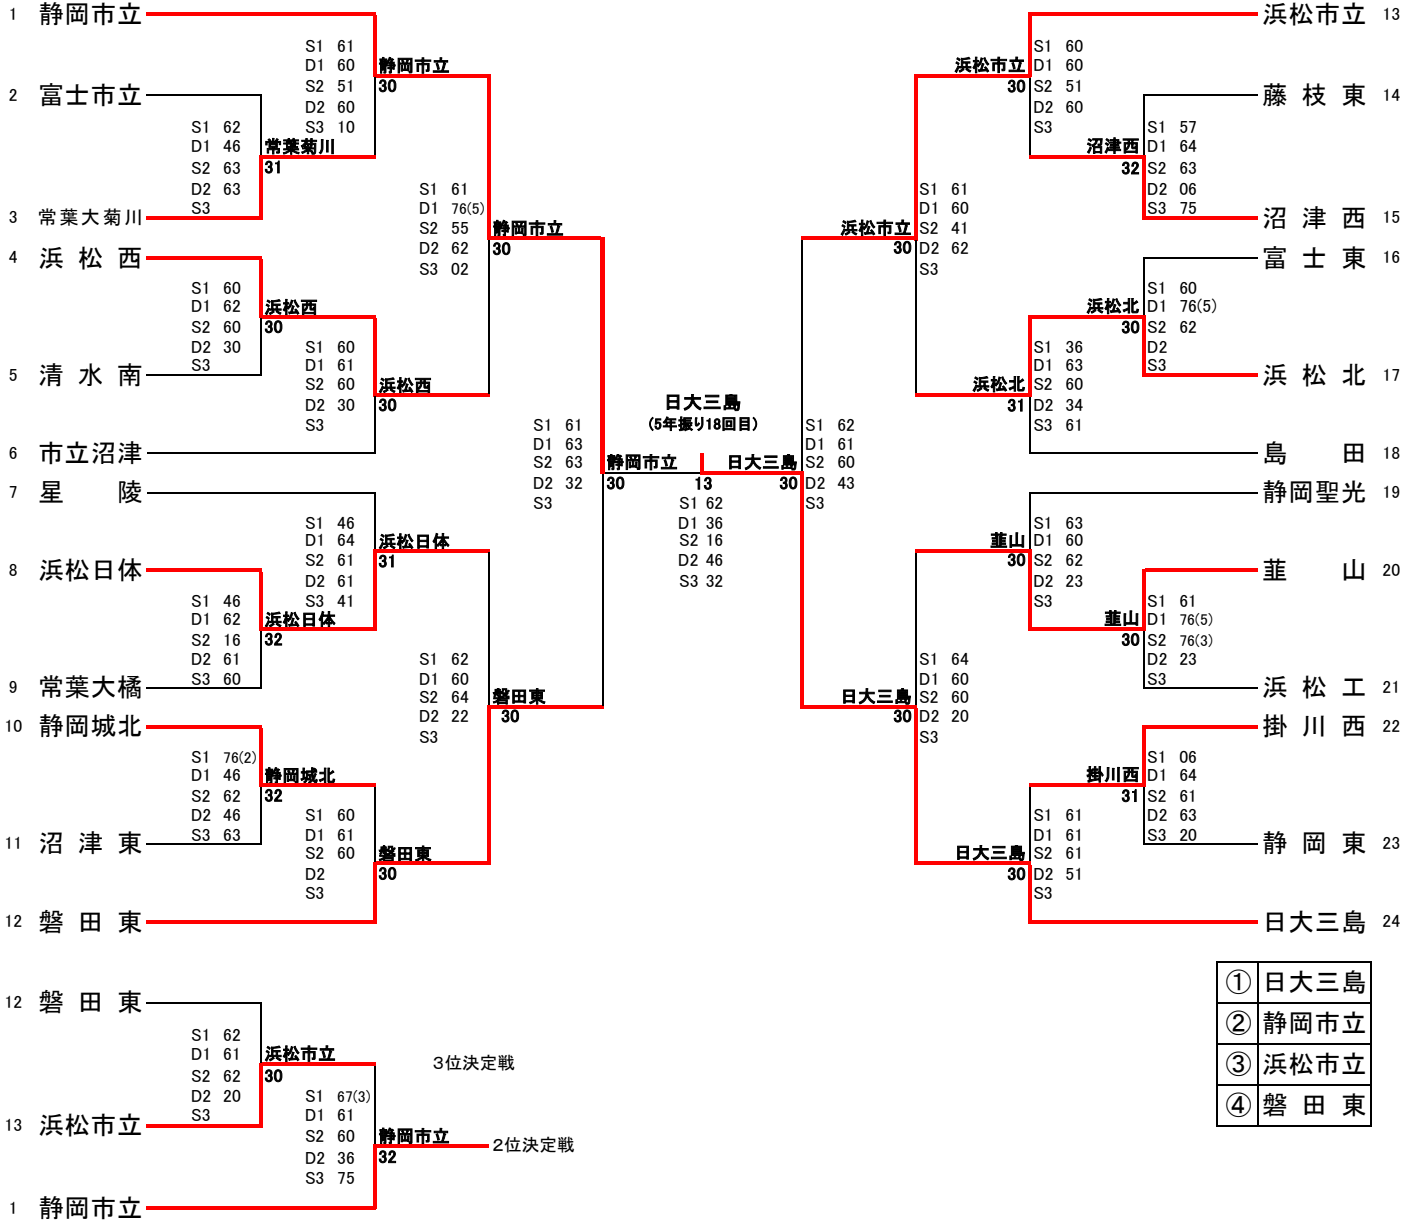 1 静岡市立
S1 61
D1 60
S2 51
D2 60
S3 10
静岡市立
30
2 富士市立
S1 62
D1 46
S2 63
D2 63
S3
常葉菊川
31
3 常葉大菊川
S1 61
D1 76(5)
S2 55
D2 62
S3 02
静岡市立
30
4 浜松西
S1 60
D1 62
S2 60
D2 30
S3
浜松西
30
5 清水南
S1 60
D1 61
S2 60
D2 30
S3
浜松西
30
6 市立沼津
S1 61
D1 63
S2 63
D2 32
S3
静岡市立
30
7 星陵
S1 46
D1 64
S2 61
D2 61
S3 41
浜松日体
31
8 浜松日体
S1 46
D1 62
S2 16
D2 61
S3 60
浜松日体
32
9 常葉大橘
S1 62
D1 60
S2 64
D2 22
S3
磐田東
30
10 静岡城北
S1 76(2)
D1 46
S2 62
D2 46
S3 63
静岡城北
32
11 沼津東
S1 60
D1 61
S2 60
D2
S3
磐田東
30
12 磐田東
日大三島
(5年振り18回目)
13
S1 62
D1 36
S2 16
D2 46
S3 32
浜松市立 13
浜松市立
30
S1 60
D1 60
S2 51
D2 60
S3
藤枝東 14
沼津西
32
S1 57
D1 64
S2 63
D2 06
S3 75
沼津西 15
浜松市立
30
S1 61
D1 60
S2 41
D2 62
S3
富士東 16
浜松北
30
S1 60
D1 76(5)
S2 62
D2
S3
浜松北 17
浜松北
31
S1 36
D1 63
S2 60
D2 34
S3 61
島田 18
日大三島
30
S1 62
D1 61
S2 60
D2 43
S3
静岡聖光 19
韮山
30
S1 63
D1 60
S2 62
D2 23
S3
韮山 20
韮山
30
S1 61
D1 76(5)
S2 76(3)
D2 23
S3
浜松工 21
日大三島
30
S1 64
D1 60
S2 60
D2 20
S3
掛川西 22
掛川西
31
S1 06
D1 64
S2 61
D2 63
S3 20
静岡東 23
日大三島
30
S1 61
D1 61
S2 61
D2 51
S3
日大三島 24
12 磐田東
S1 62
D1 61
S2 62
D2 20
S3
浜松市立
30
3位決定戦
13 浜松市立
S1 67(3)
D1 61
S2 60
D2 36
S3 75
静岡市立
32
2位決定戦
1 静岡市立
① 日大三島
② 静岡市立
③ 浜松市立
④ 磐田東